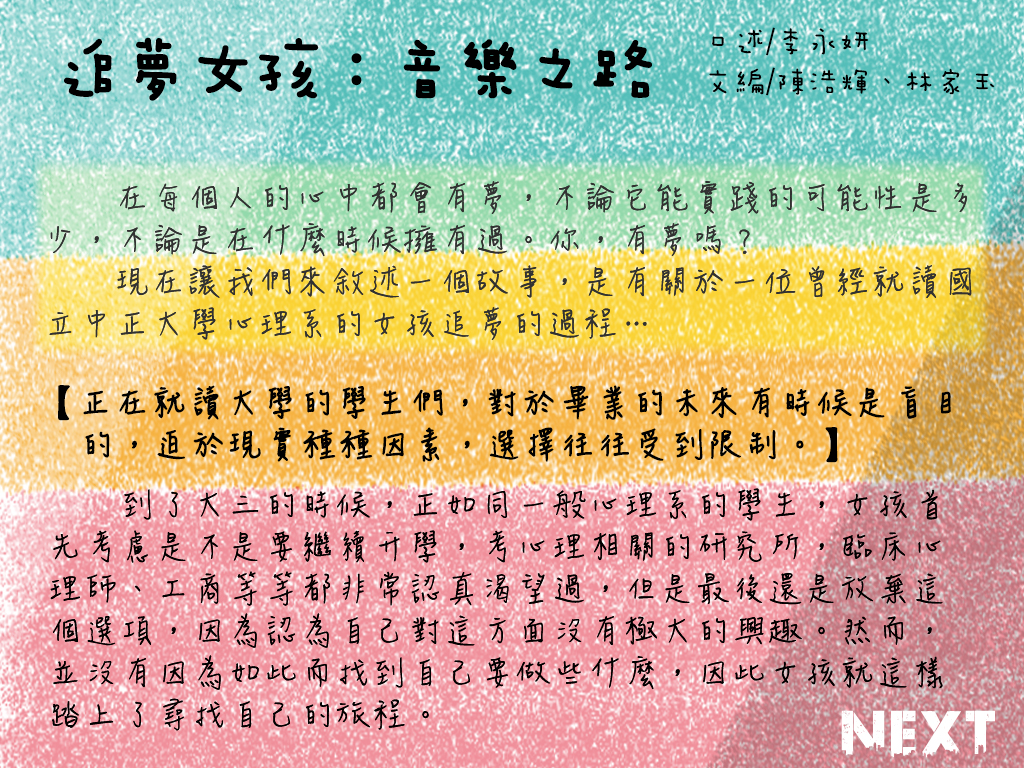 追夢女孩：音樂之路
口述/李永妍
文編/陳浩輝、林家玉
在每個人的心中都會有夢，不論它能實踐的可能性是多
少，不論是在什麼時候擁有過。你，有夢嗎？
現在讓我們來敘述一個故事，是有關於一位曾經就讀國
立中正大學心理系的女孩追夢的過程…
【正在就讀大學的學生們，對於畢業的未來有時候是盲目
的，迫於現實種種因素，選擇往往受到限制。】
到了大三的時候，正如同一般心理系的學生，女孩首
先考慮是不是要繼續升學，考心理相關的研究所，臨床心
理師、工商等等都非常認真渴望過，但是最後還是放棄這
個選項，因為認為自己對這方面沒有極大的興趣。然而，
並沒有因為如此而找到自己要做些什麼，因此女孩就這樣
踏上了尋找自己的旅程。
NEXT